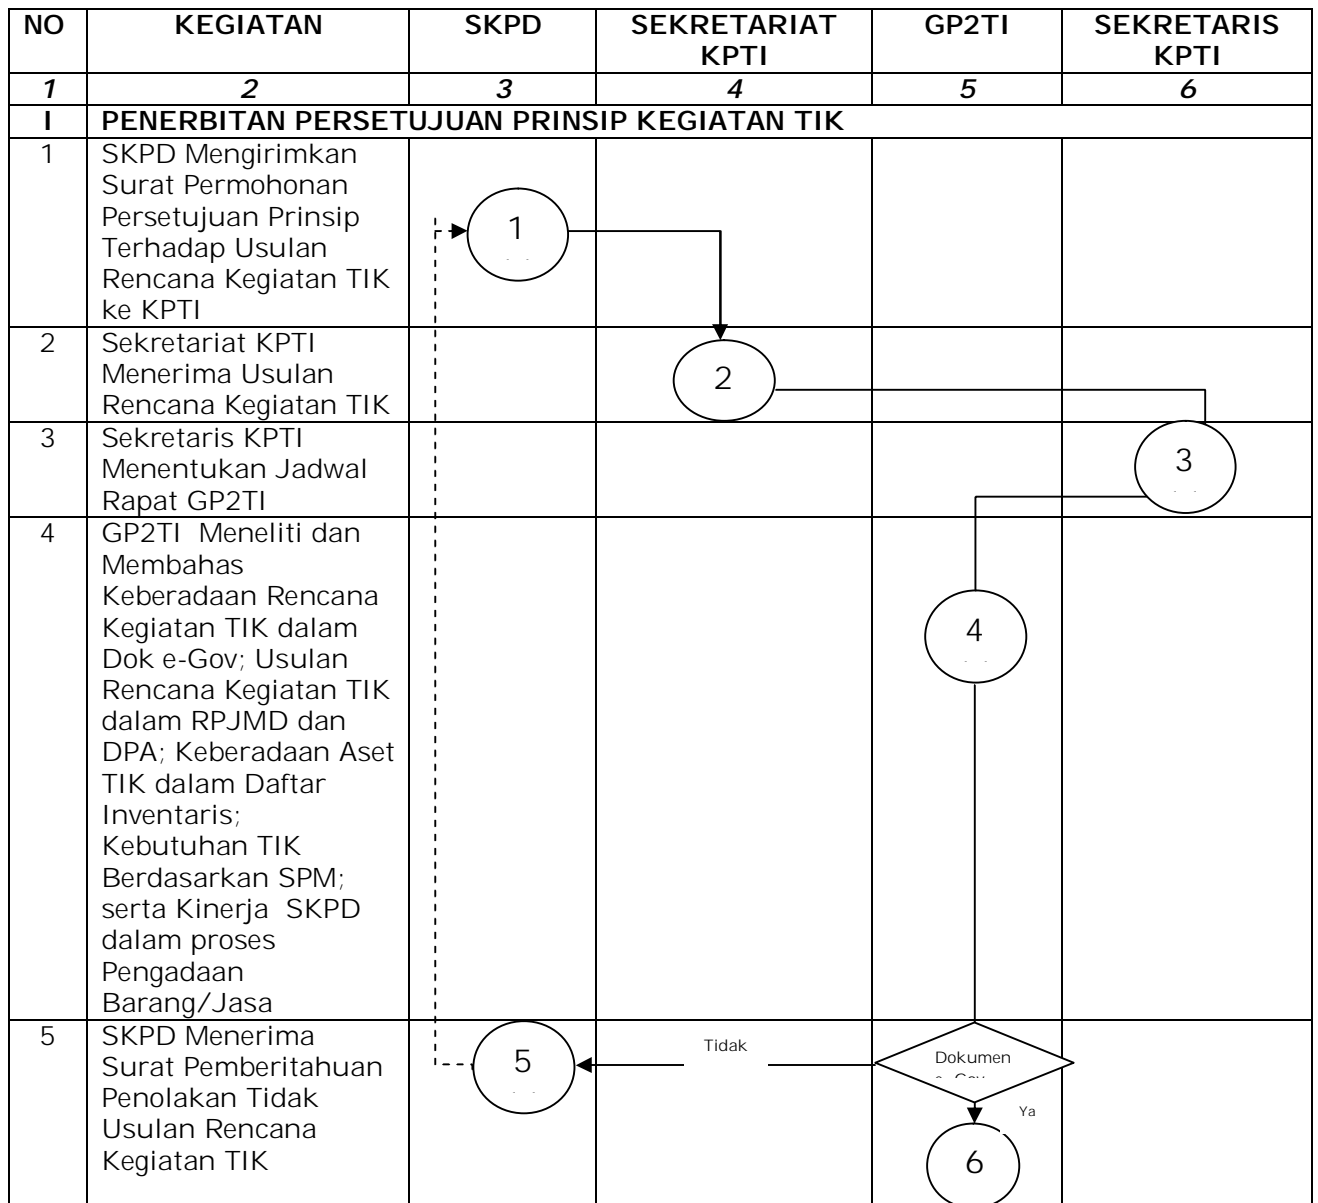 NO KEGIATAN SKPD SEKRETARIAT KPTI GP2TI SEKRETARIS KPTI
1 2 3 4 5 6
I PENERBITAN PERSETUJUAN PRINSIP KEGIATAN TIK
1 SKPD Mengirimkan
Surat Permohonan
Persetujuan Prinsip
Terhadap Usulan
Rencana Kegiatan TIK
ke KPTI
1
2 Sekretariat KPTI
Menerima Usulan
Rencana Kegiatan TIK
2
3 Sekretaris KPTI
Menentukan Jadwal
Rapat GP2TI
3
4 GP2TI Meneliti dan
Membahas
Keberadaan Rencana
Kegiatan TIK dalam
Dok e-Gov; Usulan
Rencana Kegiatan TIK
dalam RPJMD dan
DPA; Keberadaan Aset
TIK dalam Daftar
Inventaris;
Kebutuhan TIK
Berdasarkan SPM;
serta Kinerja SKPD
dalam proses
Pengadaan
Barang/Jasa
4
5 SKPD Menerima
Surat Pemberitahuan
Penolakan Tidak
Usulan Rencana
Kegiatan TIK
5
Tidak
Dokumen
Ya
6